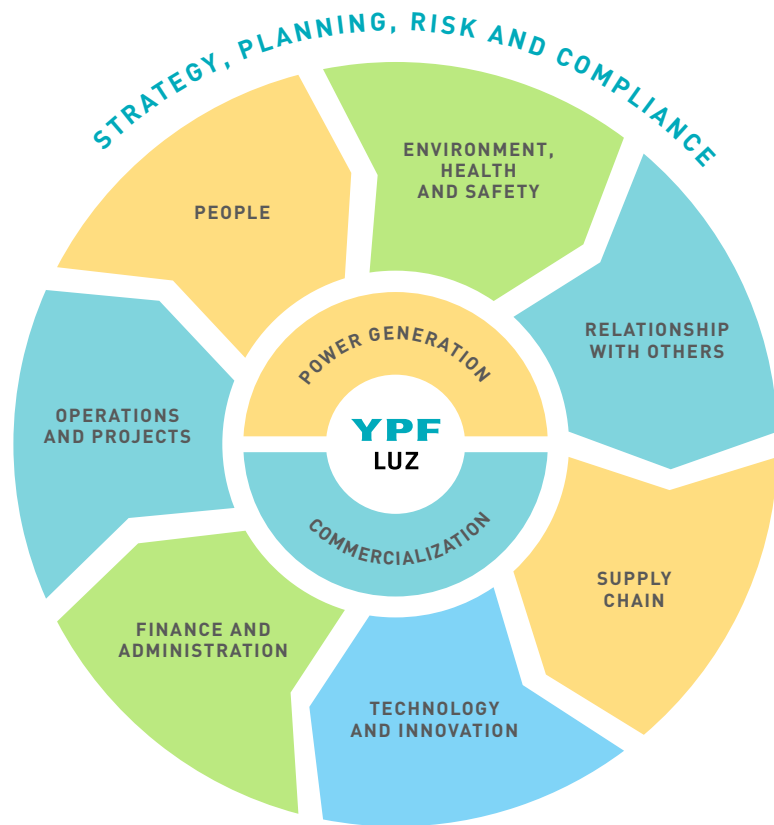 STRATEGY, PLANNING, RISK AND COMPLIANCE
ENVIRONMENT,
HEALTH
AND SAFETY
PEOPLE
RELATIONSHIP
WITH OTHERS
POWER GENERATION
OPERATIONS
AND PROJECTS
YPF
LUZ
COMMERCIALIZATION
SUPPLY
CHAIN
FINANCE AND
ADMINISTRATION
TECHNOLOGY
AND INNOVATION